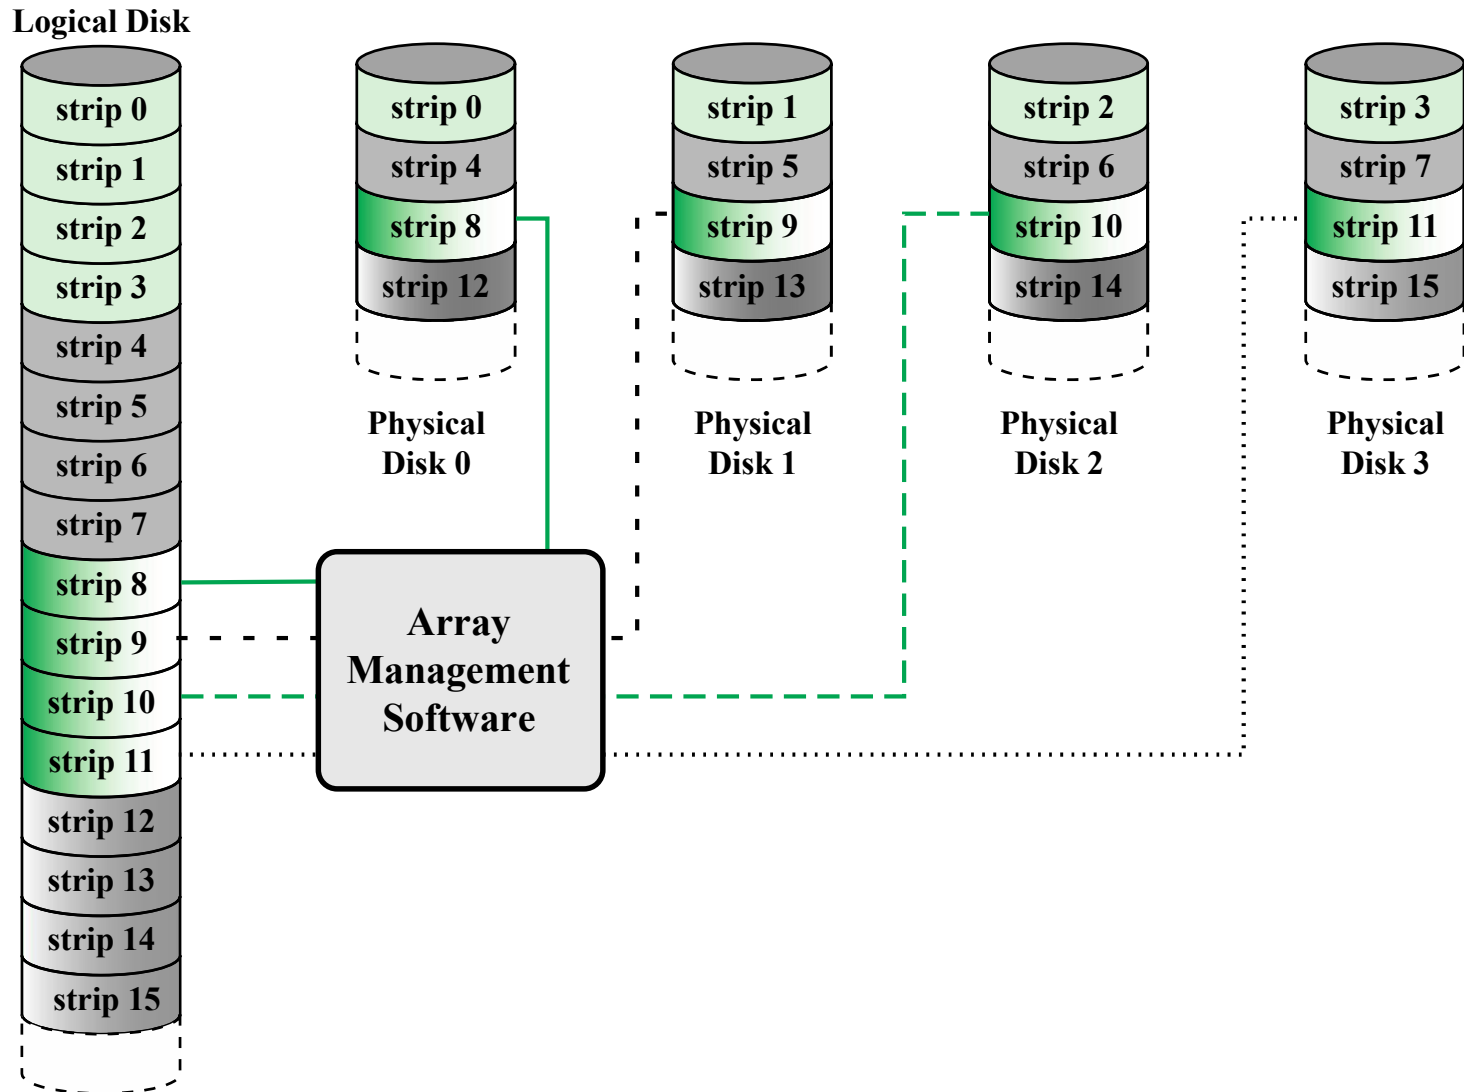 Logical Disk
strip 0
strip 1
strip 2
strip 3
strip 4
strip 5
strip 6
strip 7
strip 8
strip 9
strip 10
strip 11
strip 12
strip 13
strip 14
strip 15
strip 0
strip 4
strip 8
strip 12
Physical
Disk 0
strip 1
strip 5
strip 9
strip 13
Physical
Disk 1
strip 2
strip 6
strip 10
strip 14
Physical
Disk 2
strip 3
strip 7
strip 11
strip 15
Physical
Disk 3
Array
Management
Software